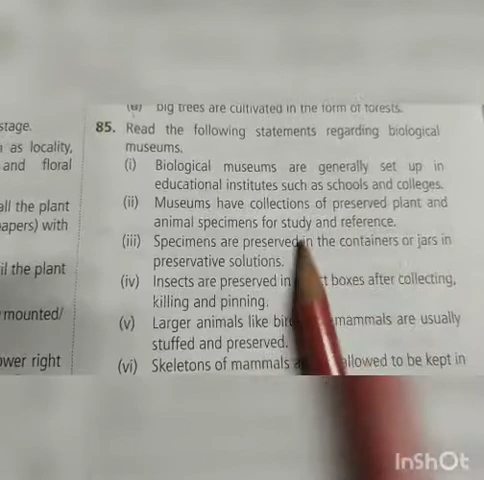 big trees are cultivated in the form of forests.
stage.
85. Read the following statements regarding biological
as locality,
museums.
and floral
(i) Biological museums are generally set up in
educational institutes such as schools and colleges.
all the plant
(ii) Museums have collections of preserved plant and
apers) with
animal specimens for study and reference.
(iii) Specimens are preserved in the containers or jars in
preservative solutions.
il the plant
(iv) Insects are preserved in t boxes after collecting,
killing and pinning.
mounted/
(v) Larger animals like mammals are usually
stuffed and preserved.
ower right
(vi) Skeletons of mammals allowed to be kept in
InShOt